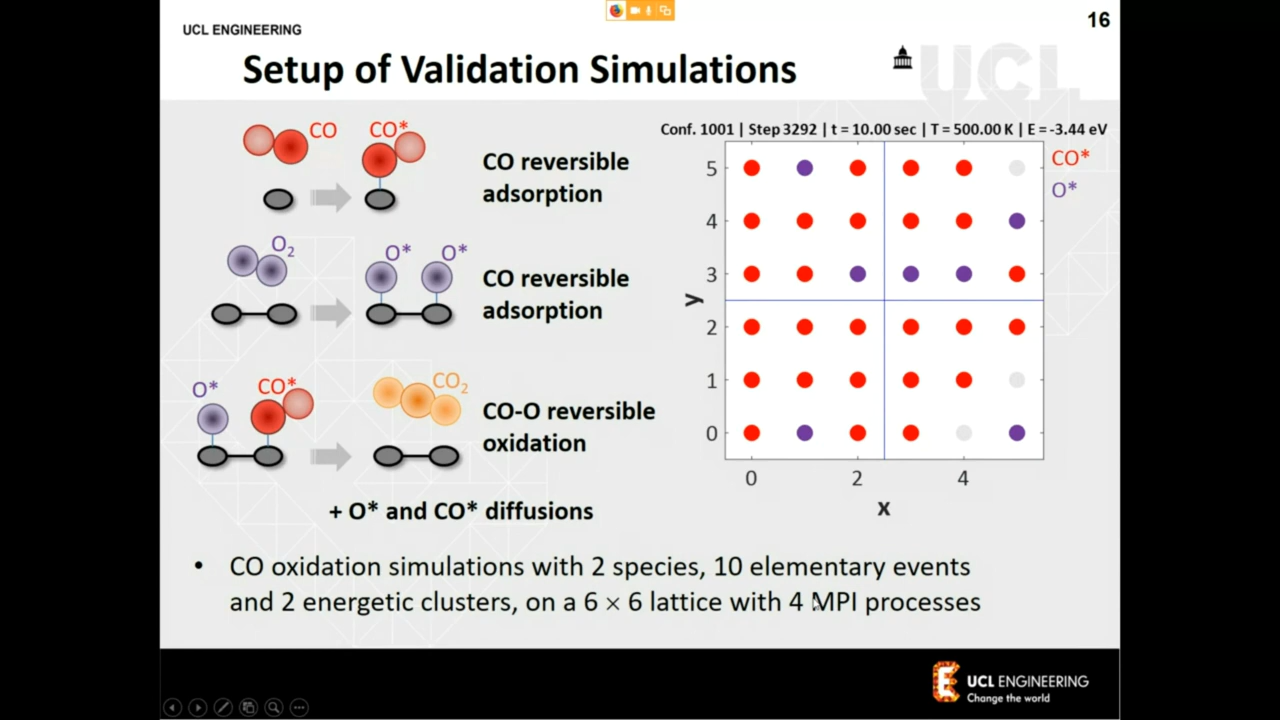 16
UCL ENGINEERING
Setup of Validation Simulations
UCL
CO
CO*
CO reversible
adsorption
O₂
O*
O*
CO reversible
adsorption
O*
CO*
CO₂
CO-O reversible
oxidation
+ O* and CO* diffusions
Conf. 1001 | Step 3292 | t = 10.00 sec | T = 500.00 K | E = -3.44 eV
CO*
O*
5
4
3
2
1
0
y
0 2 4
x
• CO oxidation simulations with 2 species, 10 elementary events
and 2 energetic clusters, on a 6 × 6 lattice with 4 MPI processes
UCL ENGINEERING
Change the world